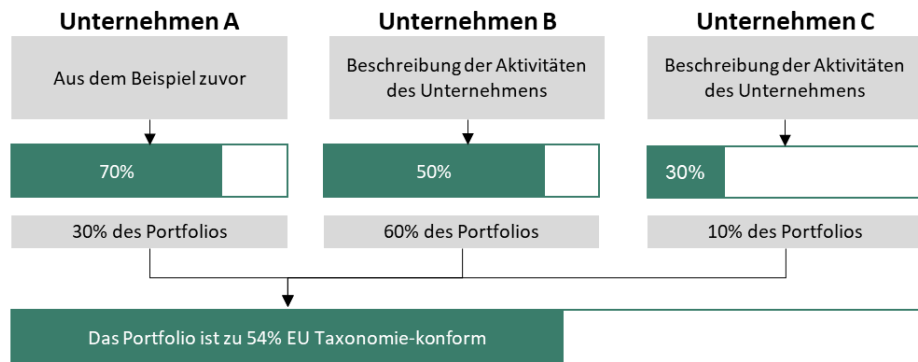 Unternehmen A
Unternehmen B
Unternehmen C
Aus dem Beispiel zuvor
Beschreibung der Aktivitäten
des Unternehmens
Beschreibung der Aktivitäten
des Unternehmens
70%
50%
30%
30% des Portfolios
60% des Portfolios
10% des Portfolios
Das Portfolio ist zu 54% EU Taxonomie-konform